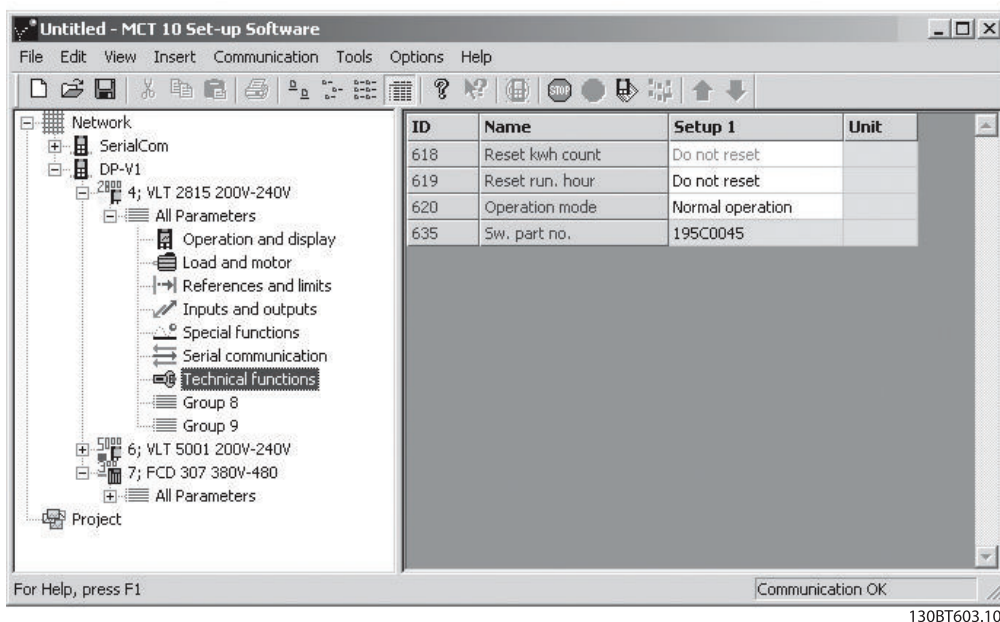 Untitled - MCT 10 Set-up Software
File Edit View Insert Communication Tools Options Help
STOP
Network
SerialCom
DP-V1
2800 4; VLT 2815 200V-240V
All Parameters
Operation and display
Load and motor
References and limits
Inputs and outputs
Special functions
Serial communication
Technical functions
Group 8
Group 9
5000 6; VLT 5001 200V-240V
300 7; FCD 307 380V-480
All Parameters
Project
ID Name Setup 1 Unit
618 Reset kwh count Do not reset
619 Reset run. hour Do not reset
620 Operation mode Normal operation
635 Sw. part no. 195C0045
For Help, press F1 Communication OK
130BT603.10